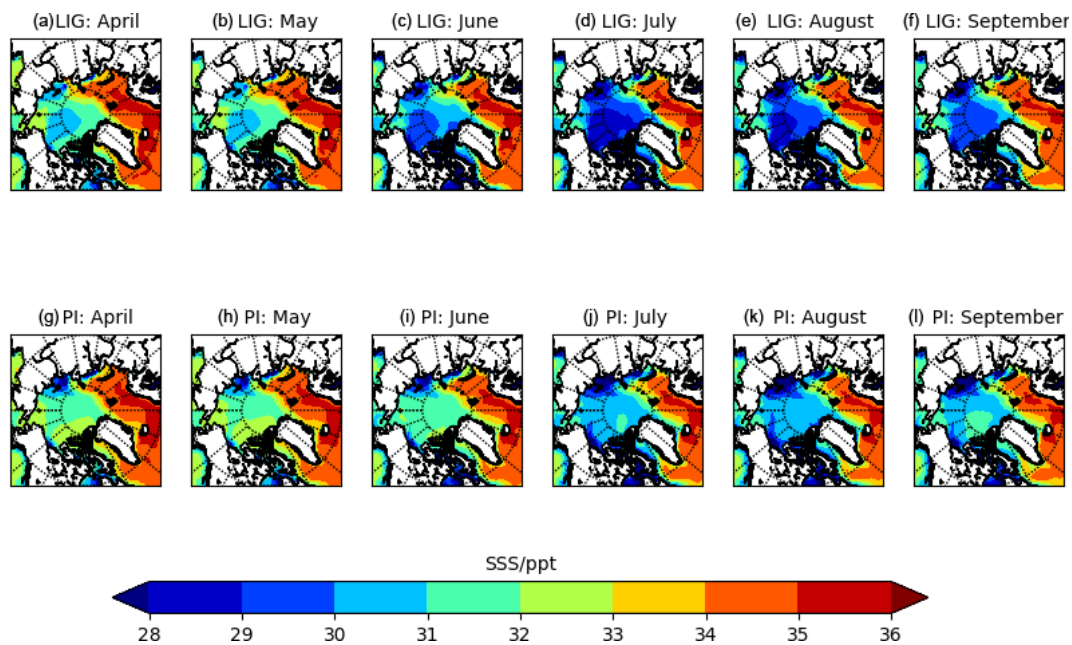 (a)LIG: April
(b) LIG: May
(c) LIG: June
(d) LIG: July
(e) LIG: August
(f) LIG: September
(g) PI: April
(h) PI: May
(i) PI: June
(j) PI: July
(k) PI: August
(l) PI: September
SSS/ppt
28 29 30 31 32 33 34 35 36